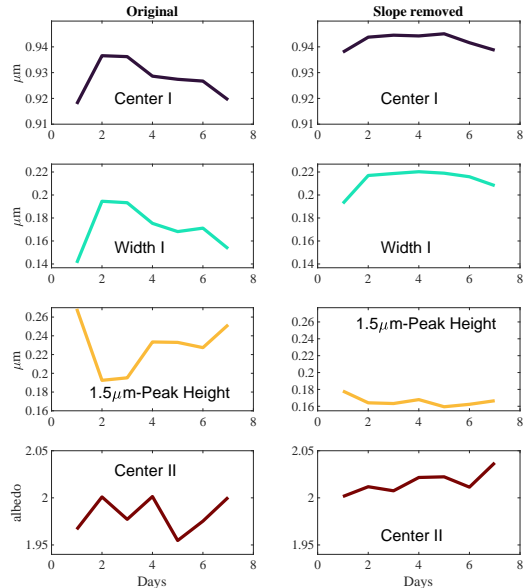 Original
Slope removed
0.94
0.93
0.92
0.91
μm
Center I
0 2 4 6 8
0.94
0.93
0.92
0.91
Center I
0 2 4 6 8
0.22
0.2
0.18
0.16
0.14
μm
Width I
0 2 4 6 8
0.22
0.2
0.18
0.16
0.14
Width I
0 2 4 6 8
0.26
0.24
0.22
0.2
0.18
0.16
μm
1.5μm-Peak Height
0 2 4 6 8
0.26
0.24
0.22
0.2
0.18
0.16
1.5μm-Peak Height
0 2 4 6 8
2.05
2
1.95
albedo
Center II
0 2 4 6 8
Days
2.05
2
1.95
Center II
0 2 4 6 8
Days